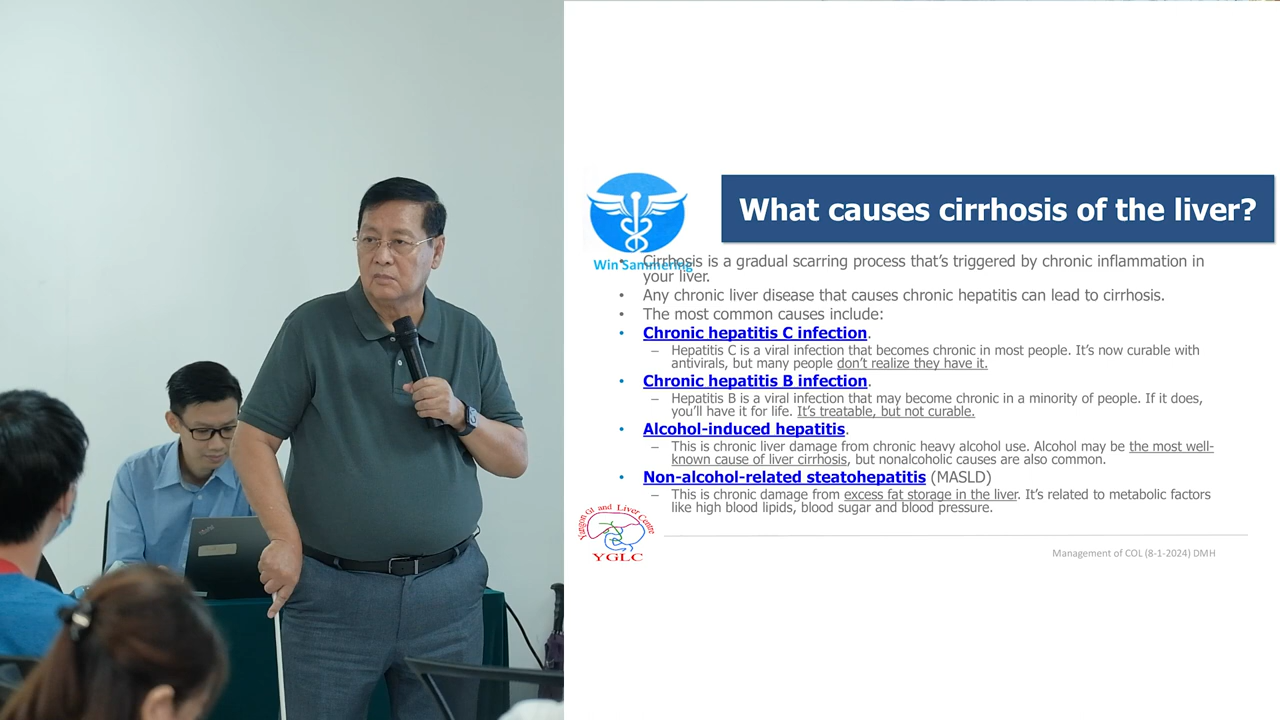 What causes cirrhosis of the liver?
Win Sammering
• Cirrhosis is a gradual scarring process that's triggered by chronic inflammation in
your liver.
• Any chronic liver disease that causes chronic hepatitis can lead to cirrhosis.
• The most common causes include:
• Chronic hepatitis C infection.
– Hepatitis C is a viral infection that becomes chronic in most people. It's now curable with
antivirals, but many people don't realize they have it.
• Chronic hepatitis B infection.
– Hepatitis B is a viral infection that may become chronic in a minority of people. If it does,
you'll have it for life. It's treatable, but not curable.
• Alcohol-induced hepatitis.
– This is chronic liver damage from chronic heavy alcohol use. Alcohol may be the most well-
known cause of liver cirrhosis, but nonalcoholic causes are also common.
• Non-alcohol-related steatohepatitis (MASLD)
– This is chronic damage from excess fat storage in the liver. It's related to metabolic factors
like high blood lipids, blood sugar and blood pressure.
Yangon GI and Liver Centre
YGLC
Management of COL (8-1-2024) DMH